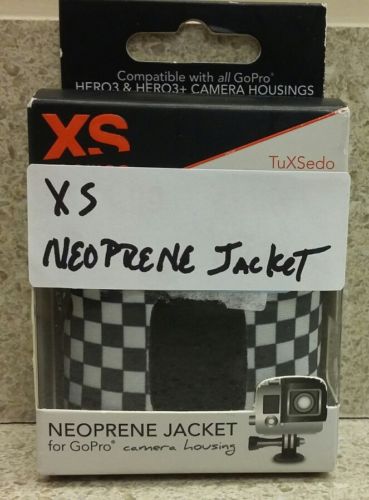 Compatible with all GoPro®
HERO3 & HERO3+ CAMERA HOUSINGS
XS
TuXSedo
XS
NEOPRENE JACKET
NEOPRENE JACKET
for GoPro® camera housing